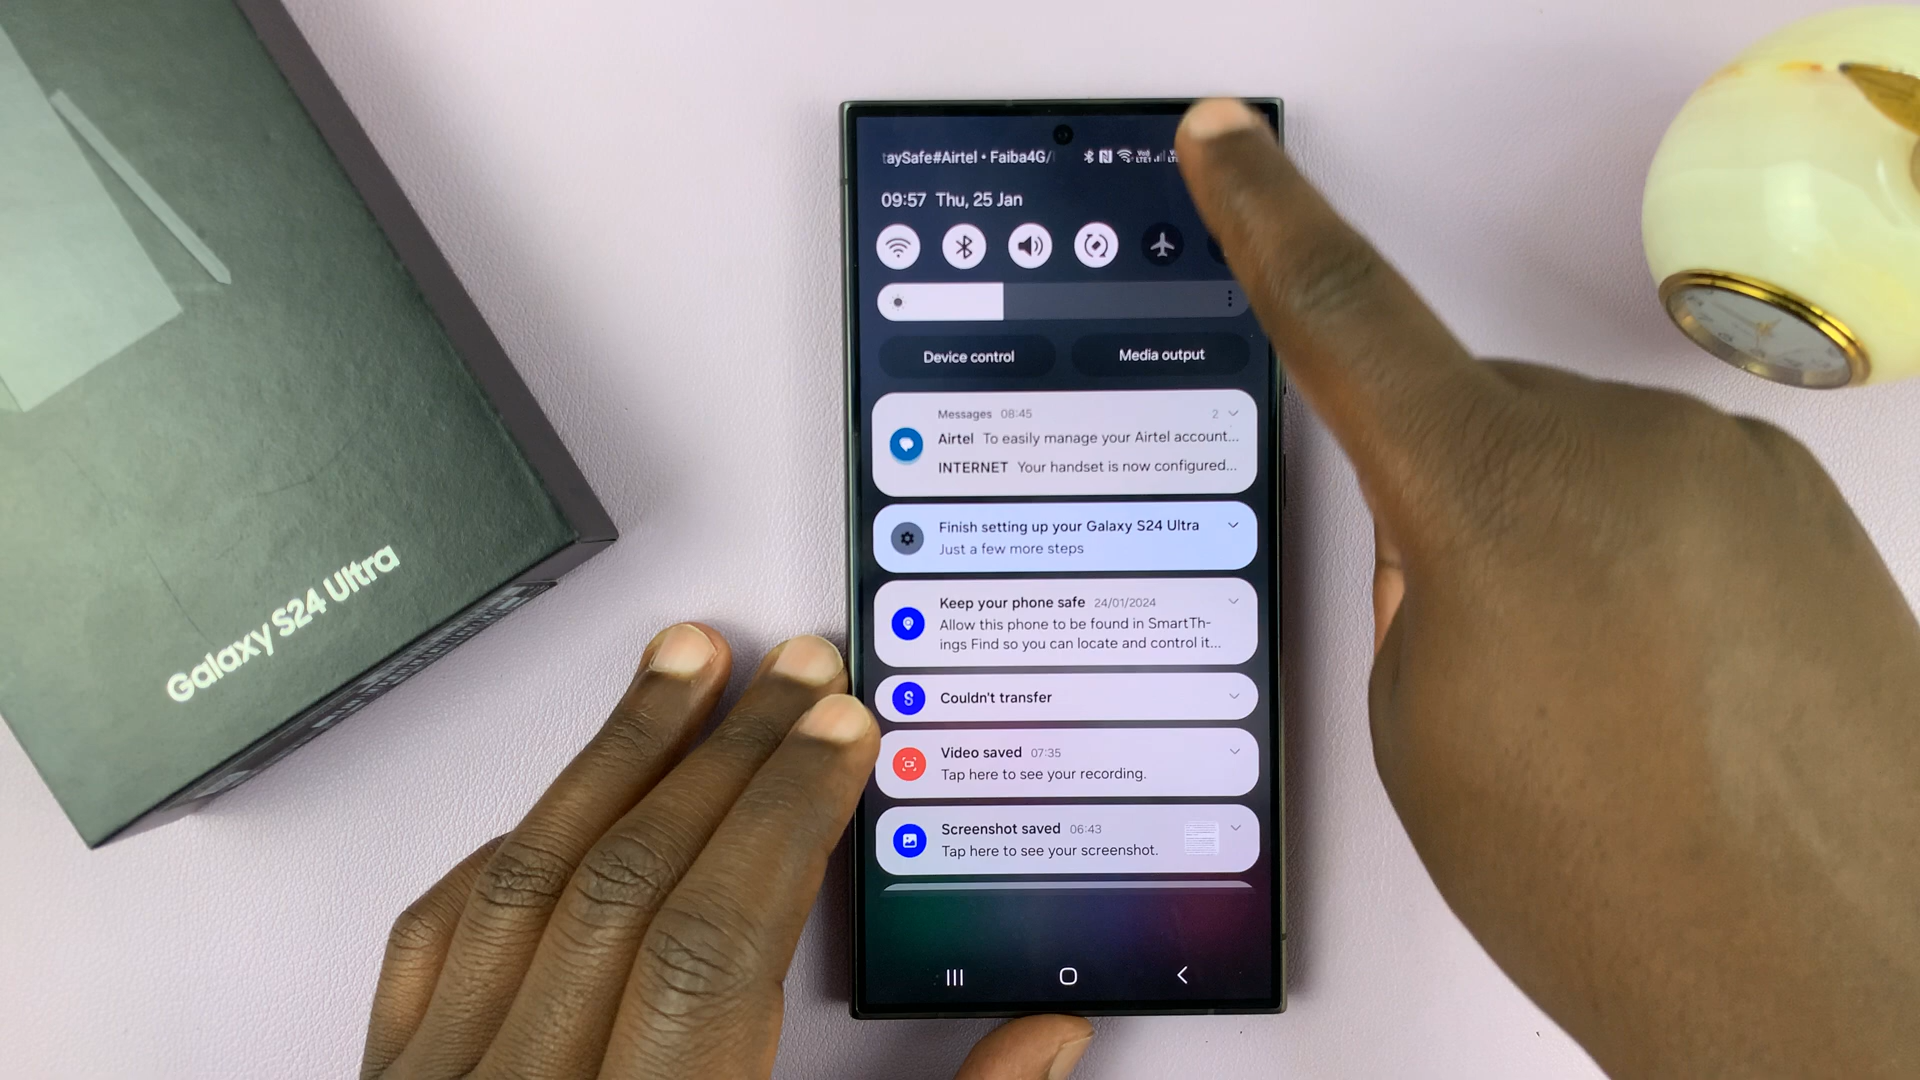 Galaxy S24 Ultra
taySafe#Airtel • Faiba4G/
09:57 Thu, 25 Jan
Device control
Media output
Messages 08:45
2
Airtel To easily manage your Airtel account...
INTERNET Your handset is now configured...
Finish setting up your Galaxy S24 Ultra
Just a few more steps
Keep your phone safe 24/01/2024
Allow this phone to be found in SmartTh-
ings Find so you can locate and control it...
Couldn't transfer
Video saved 07:35
Tap here to see your recording.
Screenshot saved 06:43
Tap here to see your screenshot.